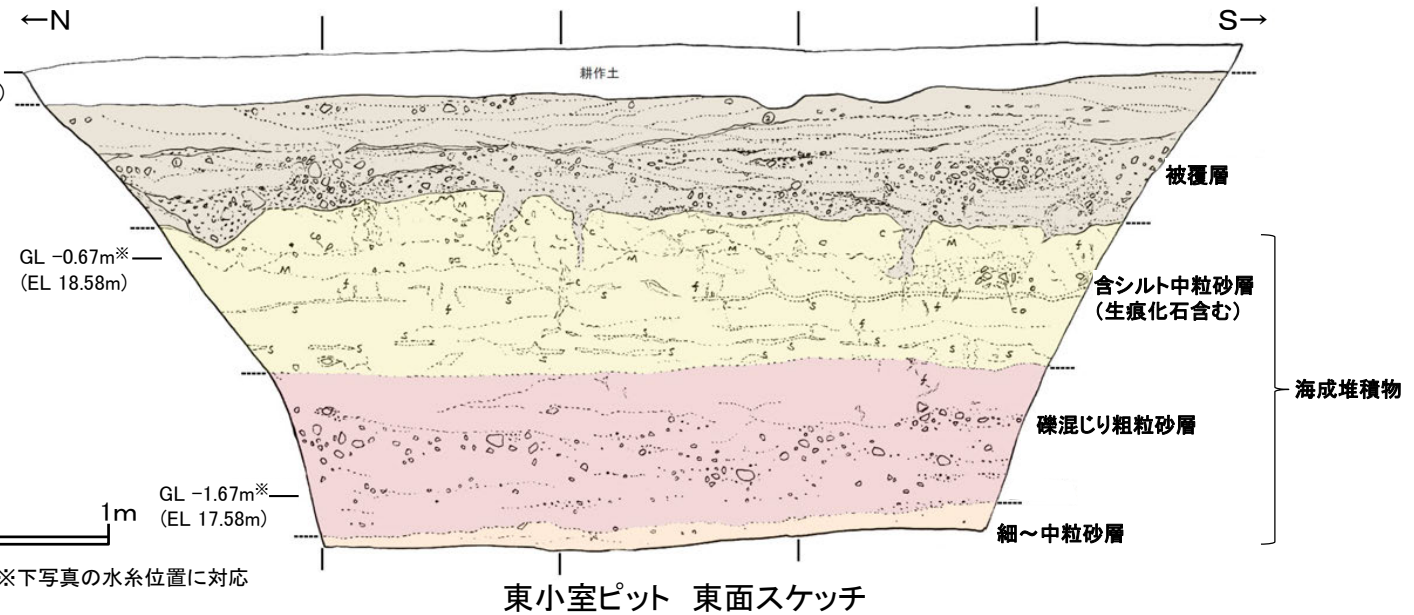 ←N
S→
)
耕作土
②
①
被覆層
GL -0.67m※
(EL 18.58m)
含シルト中粒砂層
(生痕化石含む)
海成堆積物
礫混じり粗粒砂層
GL -1.67m※
(EL 17.58m)
1m
細~中粒砂層
※下写真の水糸位置に対応
東小室ピット 東面スケッチ